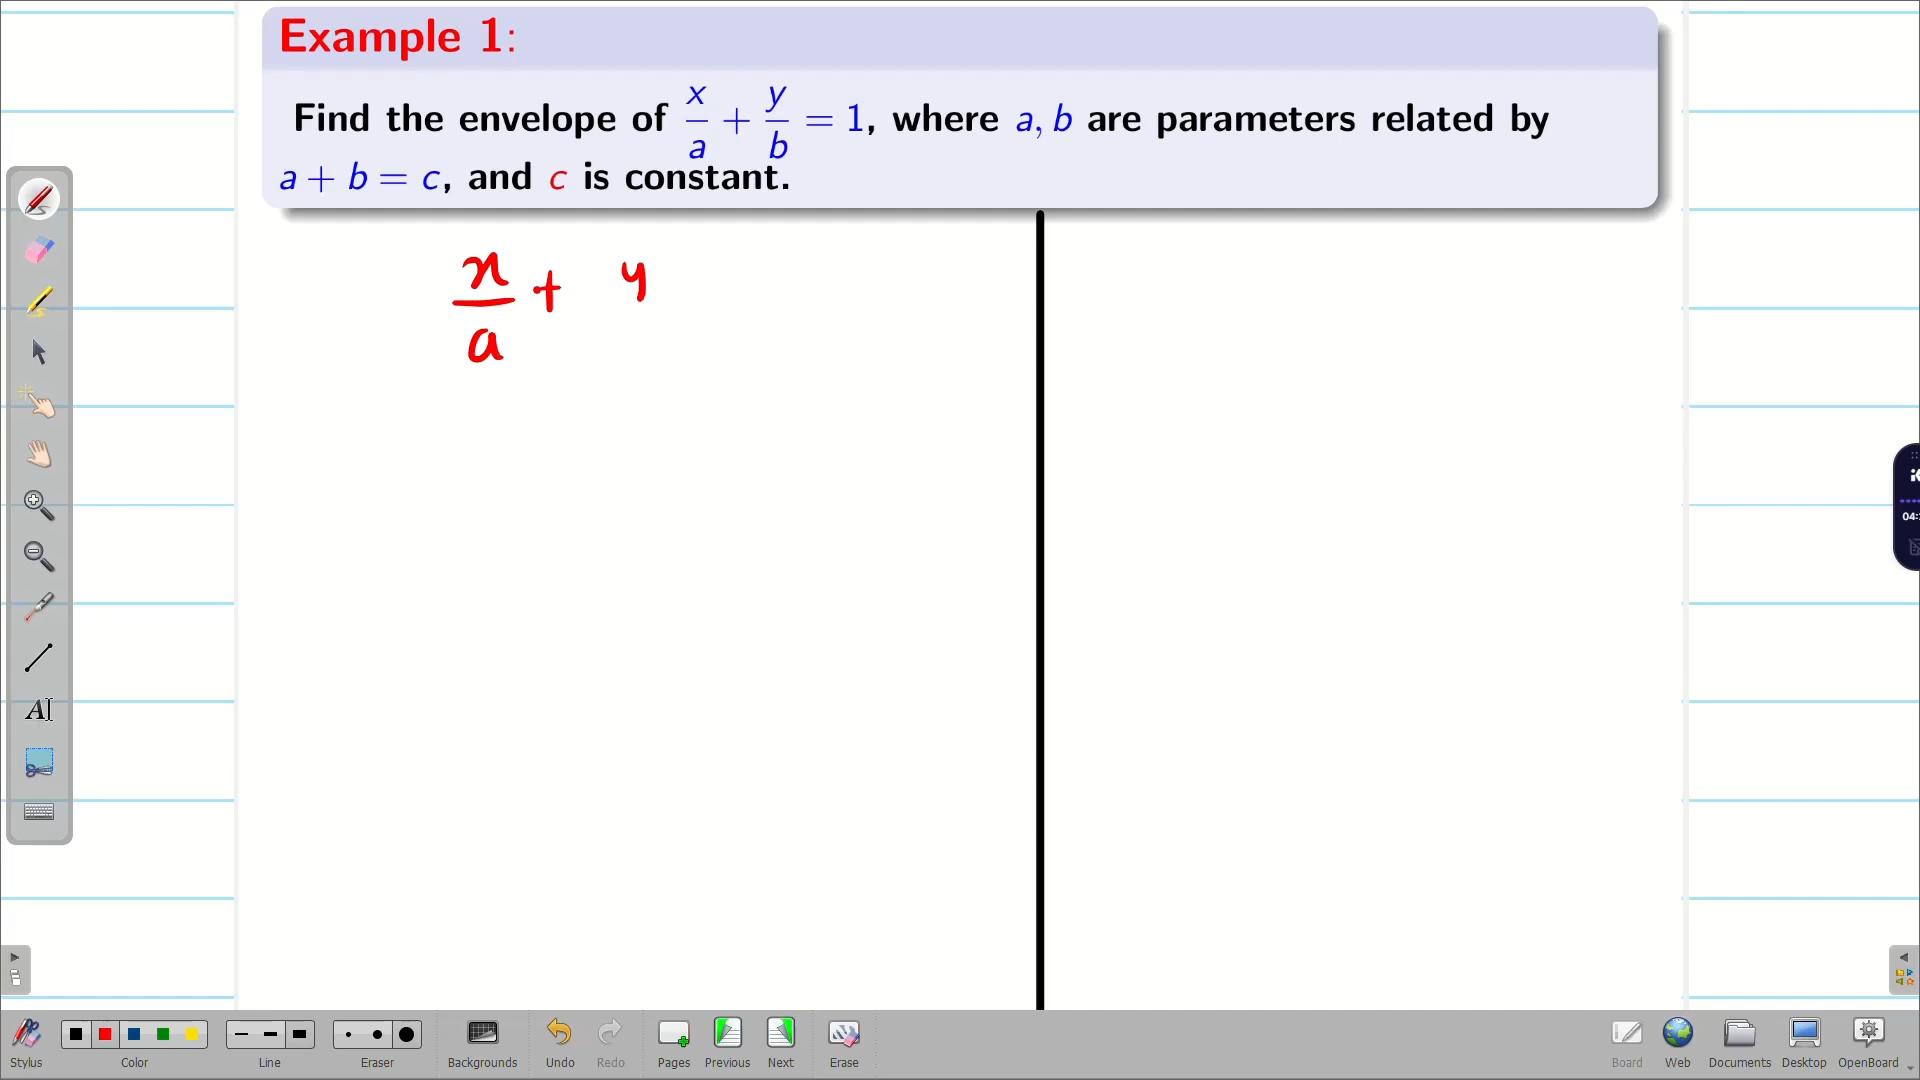 Example 1:
Find the envelope of x/a + y/b = 1, where a, b are parameters related by
a + b = c, and c is constant.
x/a + y
04:
Stylus
Color
Line
Eraser
Backgrounds
Undo
Redo
Pages
Previous
Next
Erase
Board
Web
Documents
Desktop
OpenBoard